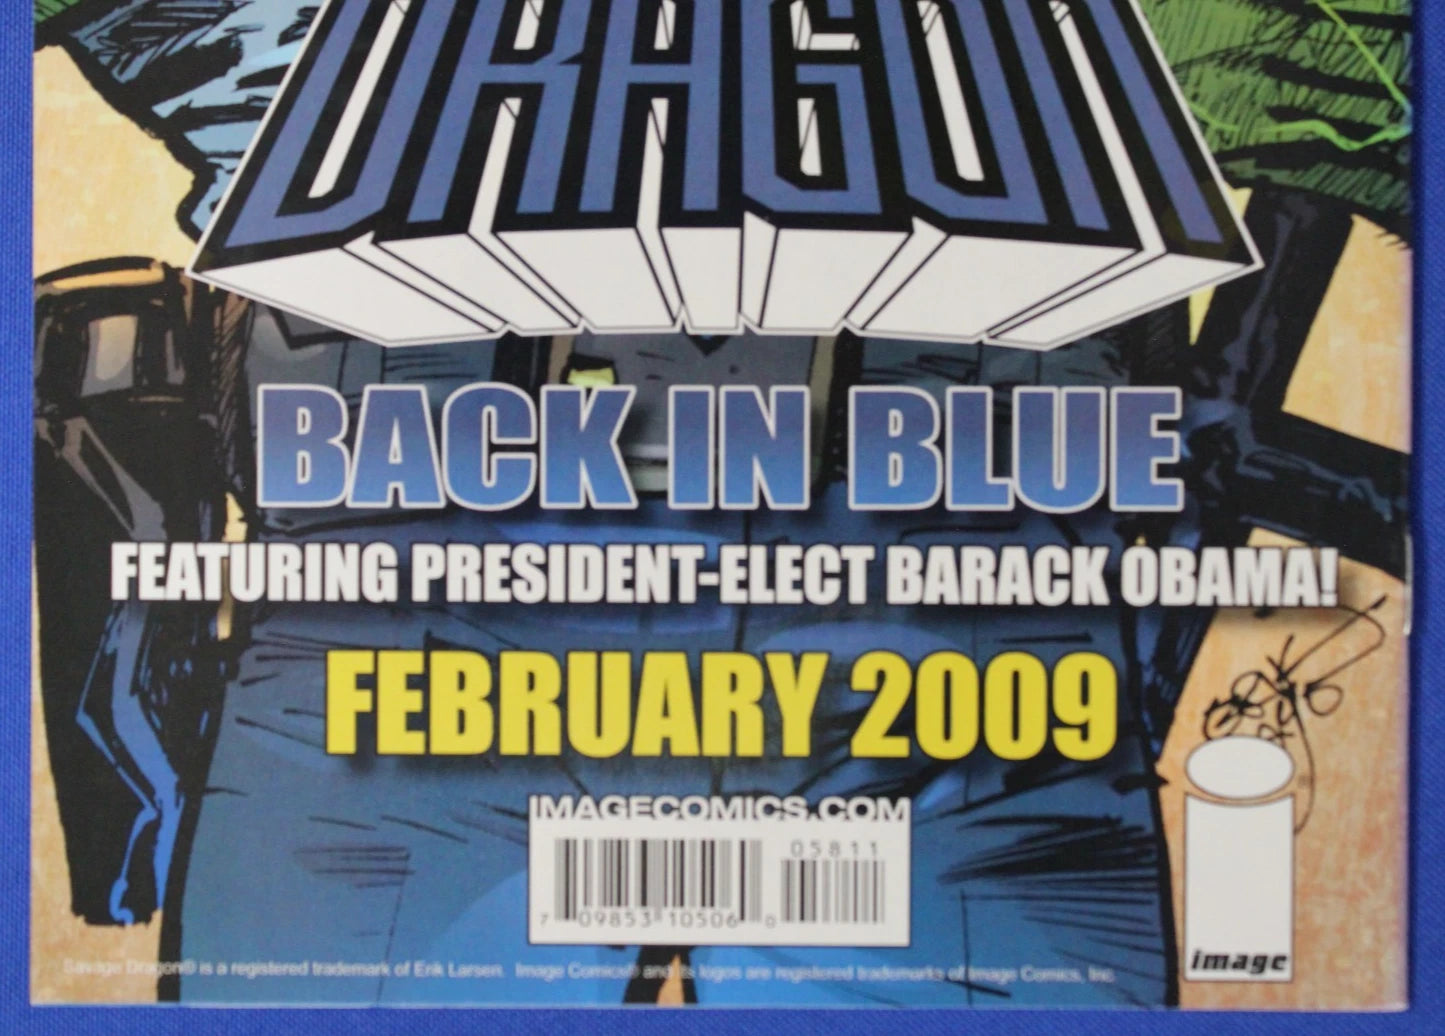 DRAGON
BACK IN BLUE
FEATURING PRESIDENT-ELECT BARACK OBAMA!
FEBRUARY 2009
IMAGECOMICS.COM
05811
7 09853 10506 0
image
Savage Dragon® is a registered trademark of Erik Larsen. Image Comics® and its logos are registered trademarks of Image Comics, Inc.